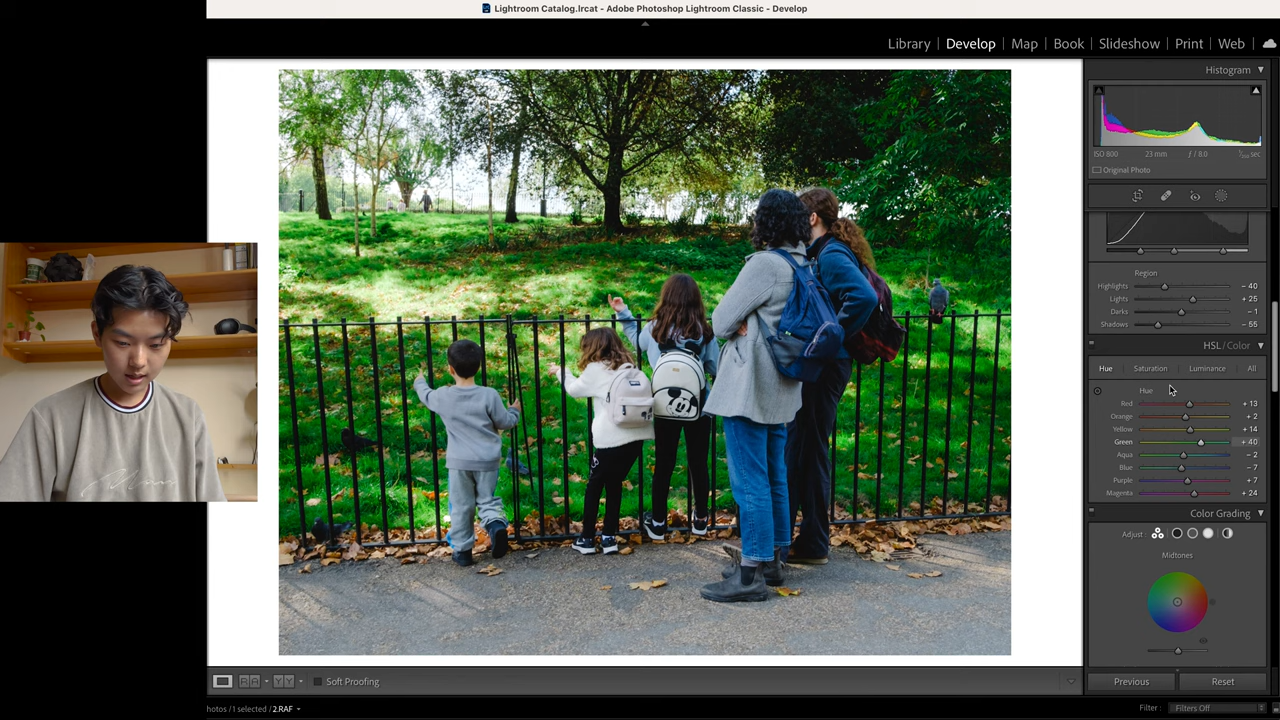 Lightroom Catalog.lrcat - Adobe Photoshop Lightroom Classic - Develop
Library | Develop | Map | Book | Slideshow | Print | Web
Histogram
ISO 800 23 mm ƒ / 8.0 sec
Original Photo
Region
Highlights - 40
Lights + 25
Darks - 1
Shadows - 55
HSL / Color
Hue Saturation Luminance All
Hue
Red + 13
Orange + 2
Yellow + 14
Green + 40
Aqua - 2
Blue - 7
Purple + 7
Magenta + 24
Color Grading
Adjust :
Midtones
Soft Proofing
Previous Reset
hotos / 1 selected / 2.RAF
Filter : Filters Off